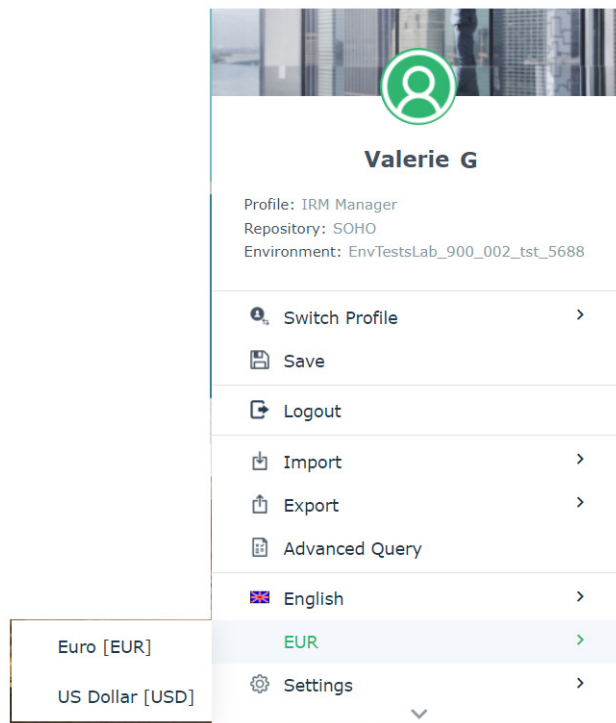 Valerie G
Profile: IRM Manager
Repository: SOHO
Environment: EnvTestsLab_900_002_tst_5688
Switch Profile
Save
Logout
Import
Export
Advanced Query
English
EUR
Euro [EUR]
US Dollar [USD]
Settings